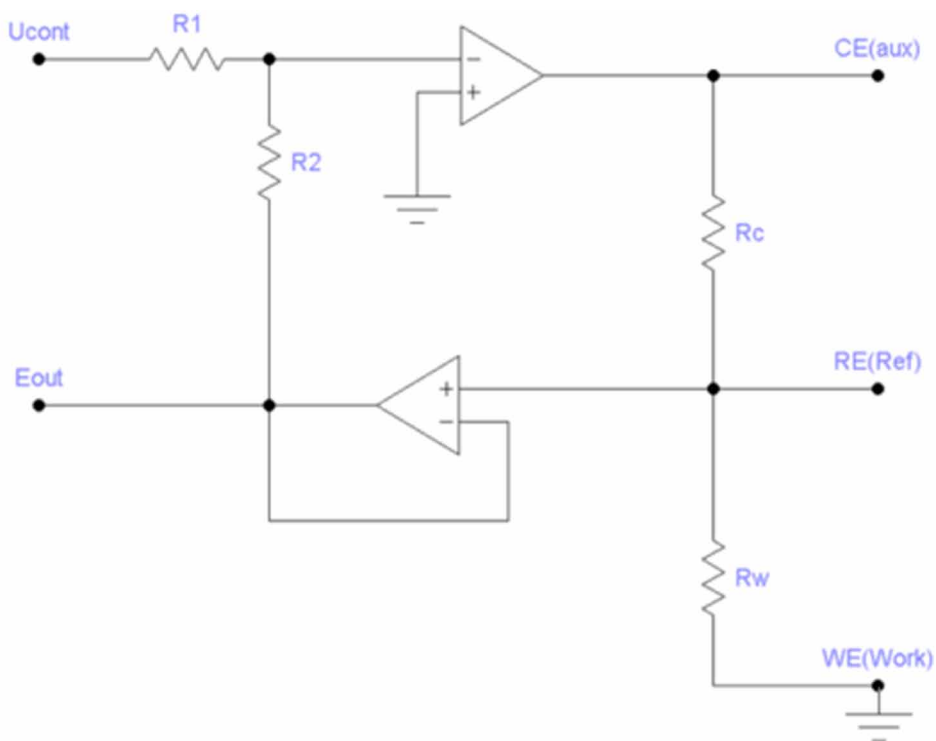 Ucont
R1
CE(aux)
−
+
R2
Rc
Eout
RE(Ref)
+
−
Rw
WE(Work)